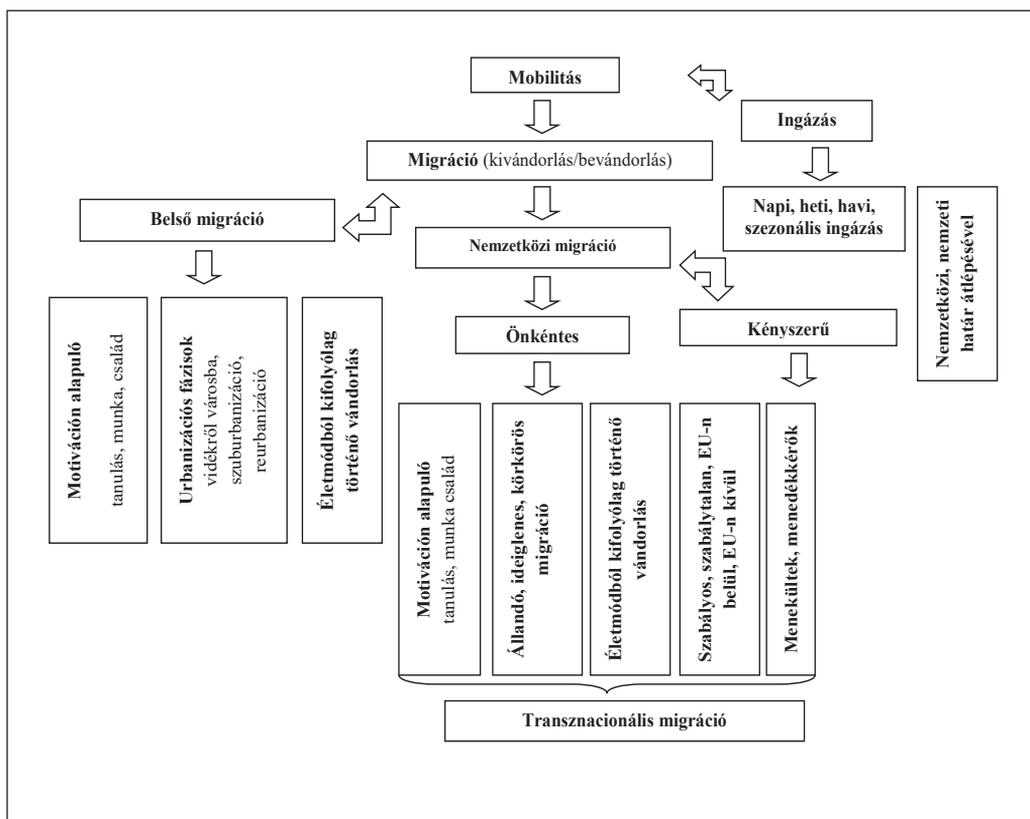 Mobilitás
Ingázás
Migráció (kivándorlás/bevándorlás)
Belső migráció
Napi, heti, havi,
szezonális ingázás
Nemzetközi, nemzeti
határ átlépésével
Nemzetközi migráció
Önkéntes
Kényszerű
Motiváción alapuló
tanulás, munka, család
Urbanizációs fázisok
vidékről városba,
szuburbanizáció,
reurbanizáció
Életmódból kifolyólag
történő vándorlás
Motiváción alapuló
tanulás, munka család
Állandó, ideiglenes, körkörös
migráció
Életmódból kifolyólag történő
vándorlás
Szabályos, szabálytalan, EU-n
belül, EU-n kívül
Menekültek, menedékkérők
Transznacionális migráció